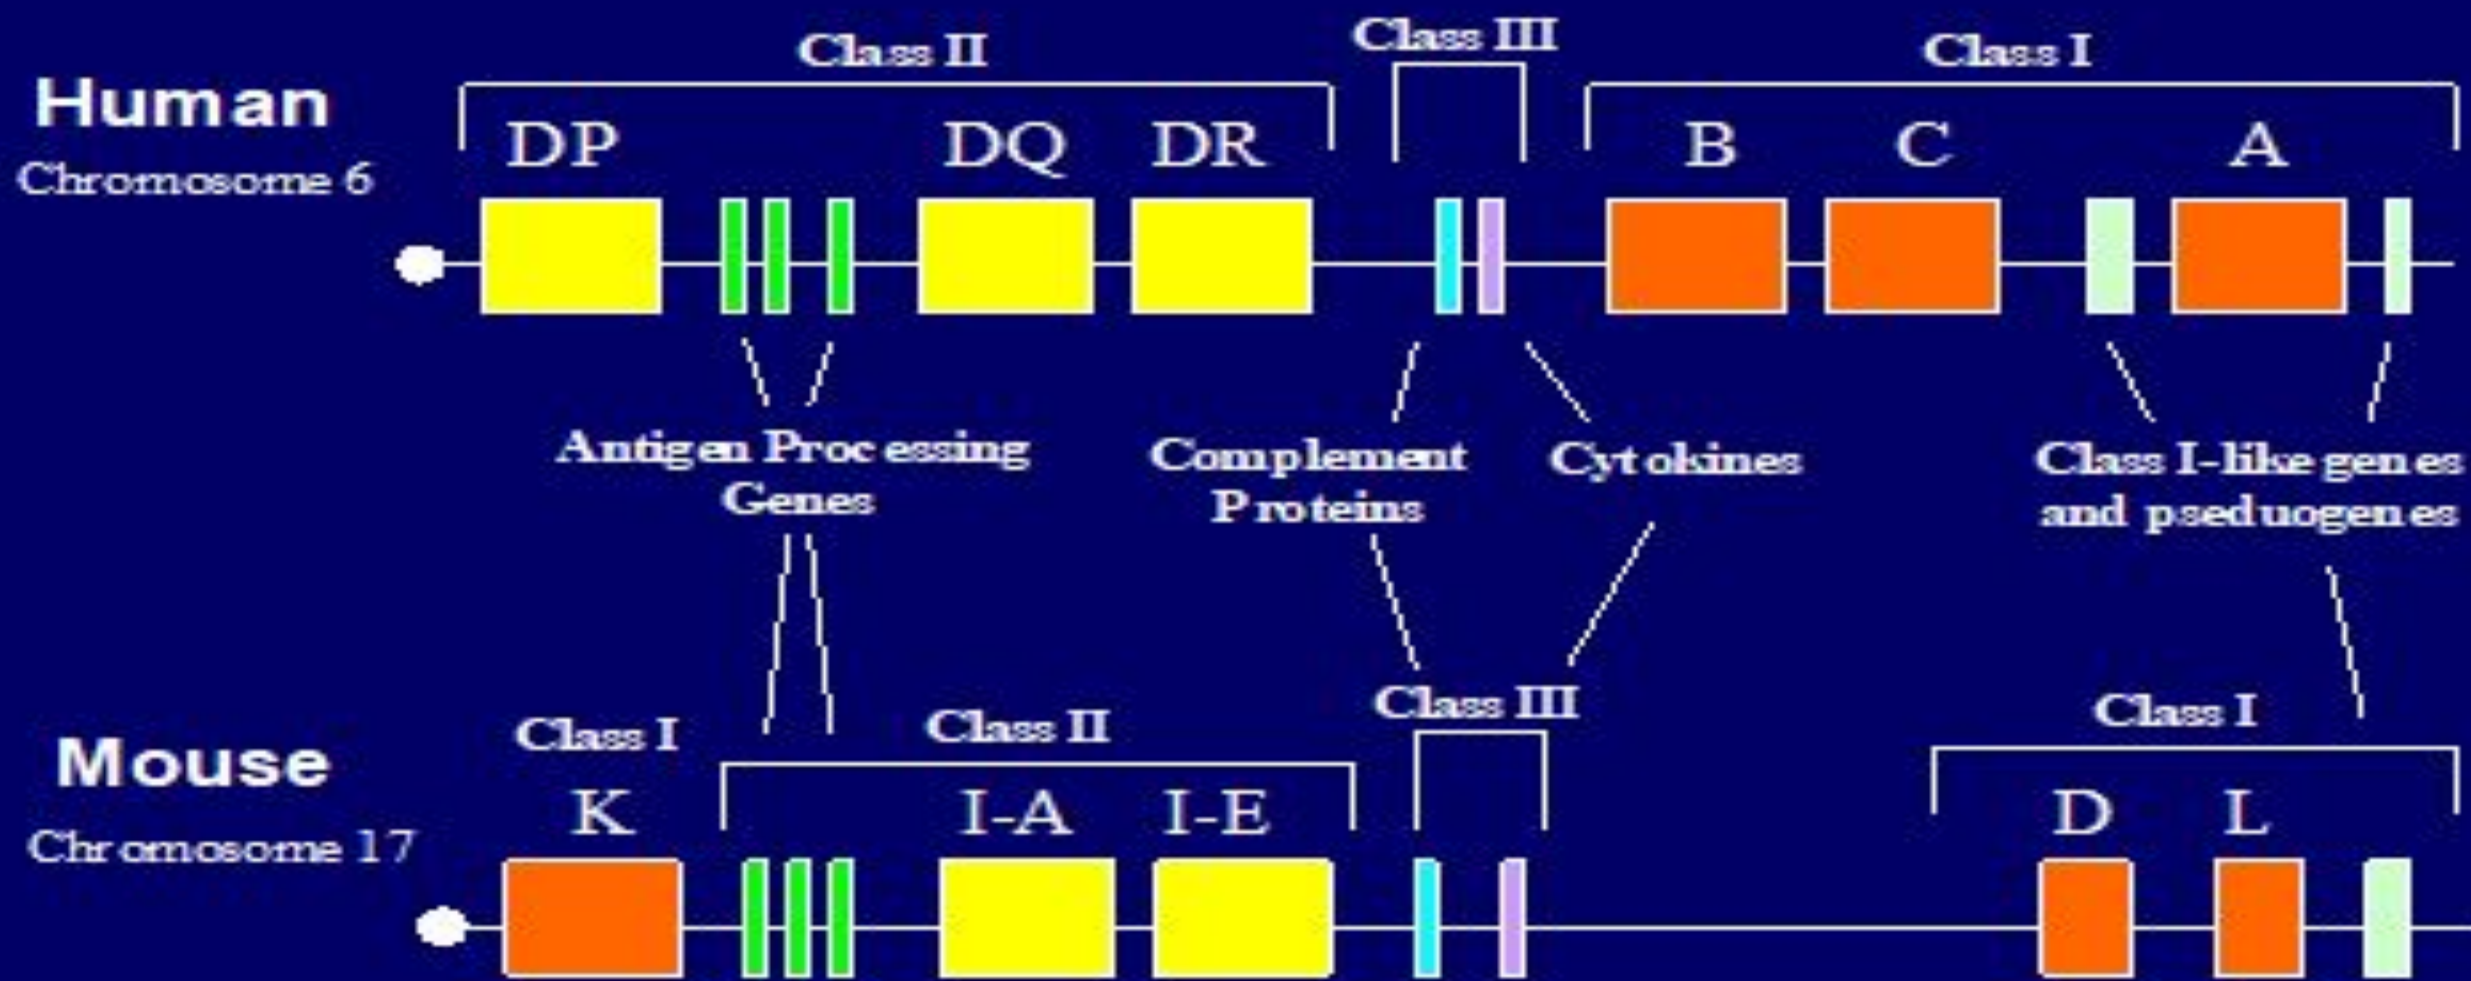 Class II
Class III
Class I
Human
DP
DQ
DR
B
C
A
Chromosome 6
Antigen Processing
Genes
Complement
Proteins
Cytokines
Class I-like genes
and pseduogenes
Class I
Class II
Class III
Class I
Mouse
K
I-A
I-E
D
L
Chromosome 17